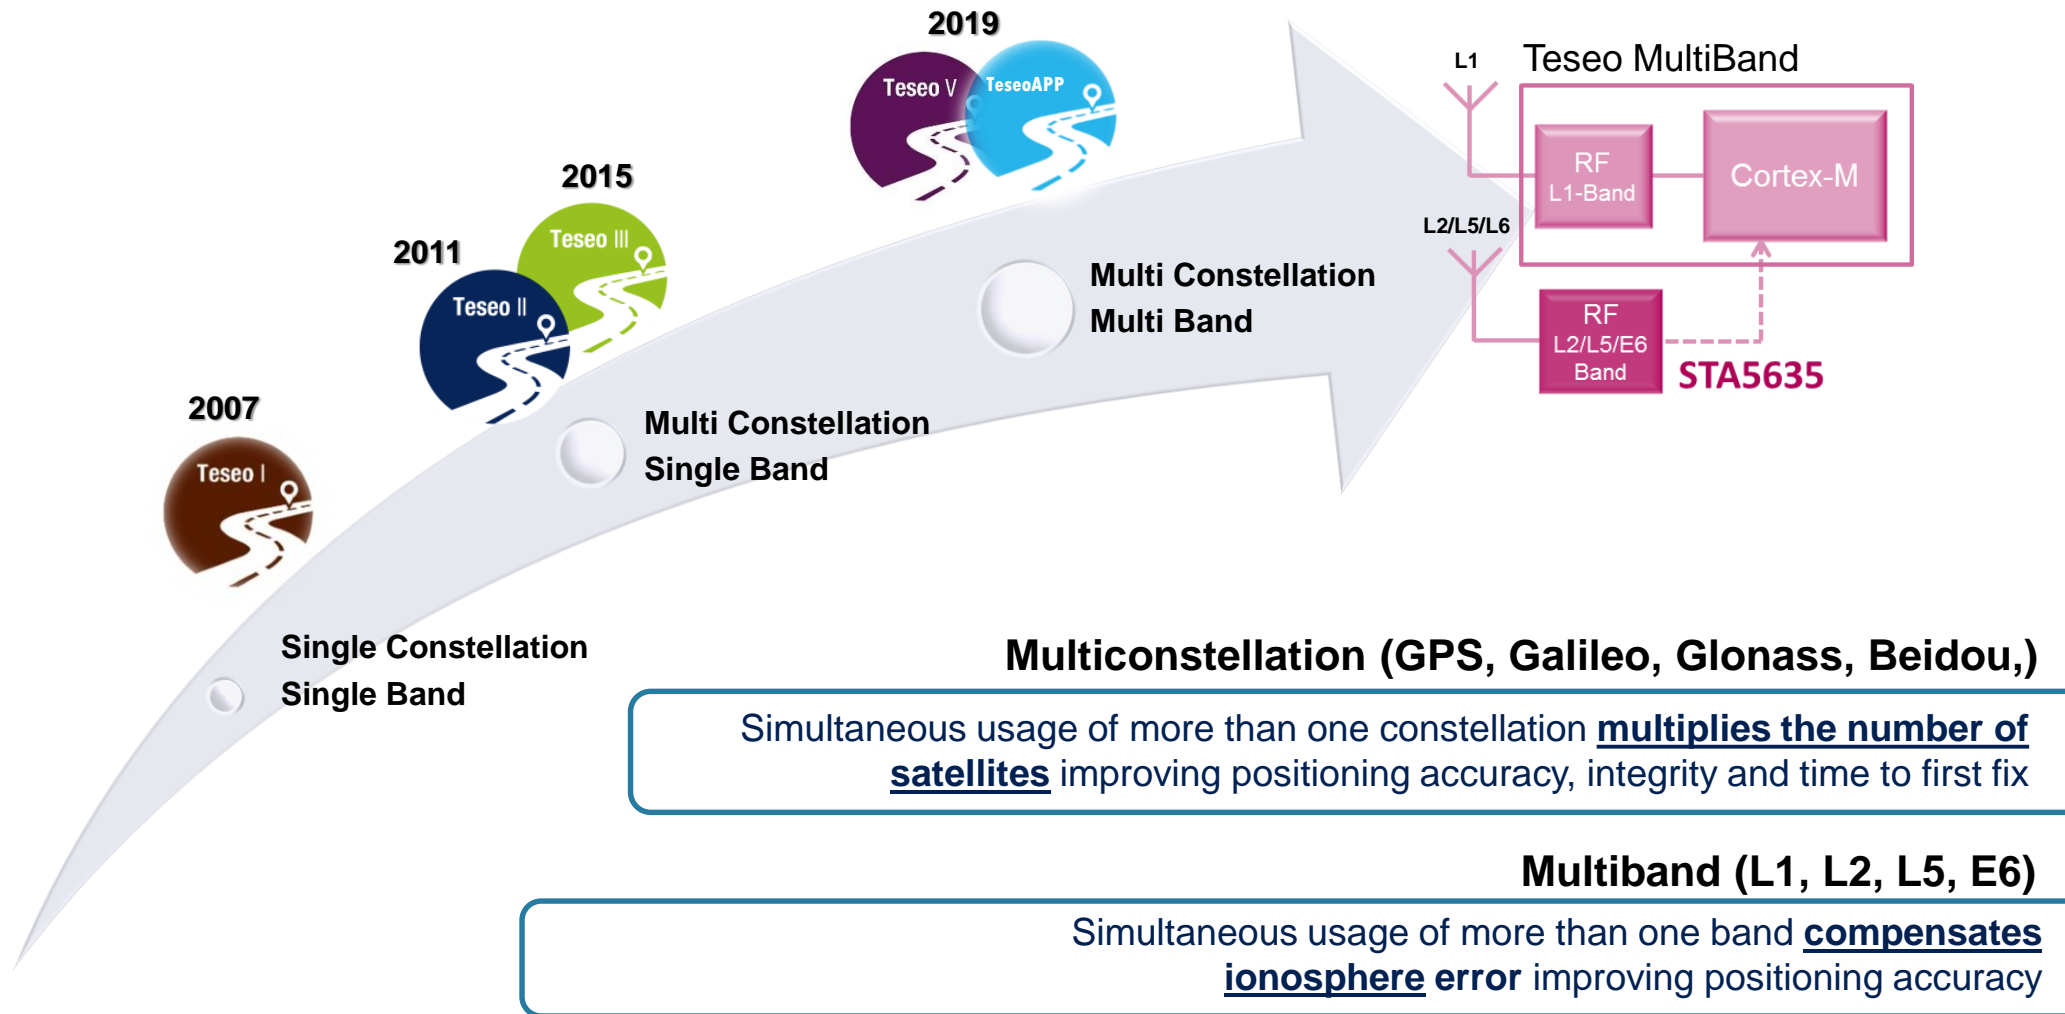 2019
Teseo V
TeseoAPP
2015
Teseo III
2011
Teseo II
2007
Teseo I
L1
Teseo MultiBand
RF
L1-Band
Cortex-M
L2/L5/L6
RF
L2/L5/E6
Band
STA5635
Multi Constellation
Multi Band
Multi Constellation
Single Band
Single Constellation
Single Band
Multiconstellation (GPS, Galileo, Glonass, Beidou,)
Simultaneous usage of more than one constellation multiplies the number of
satellites improving positioning accuracy, integrity and time to first fix
Multiband (L1, L2, L5, E6)
Simultaneous usage of more than one band compensates
ionosphere error improving positioning accuracy